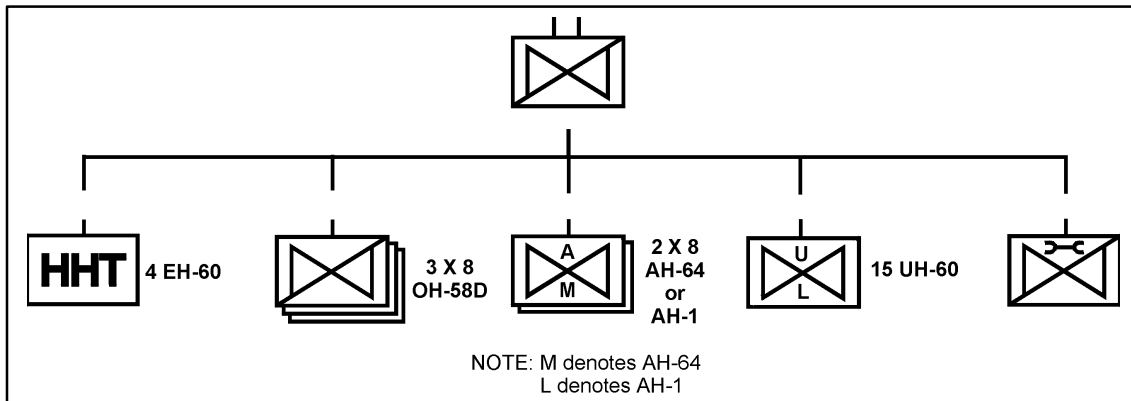 HHT
4 EH-60
3 X 8
OH-58D
A
M
2 X 8
AH-64
or
AH-1
U
L
15 UH-60
NOTE: M denotes AH-64
L denotes AH-1